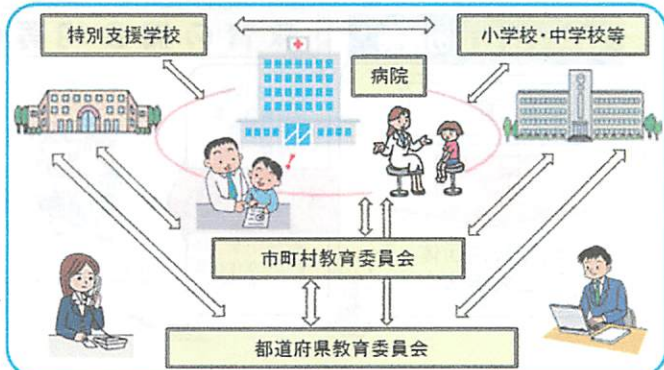 特別支援学校
小学校・中学校等
病院
市町村教育委員会
都道府県教育委員会